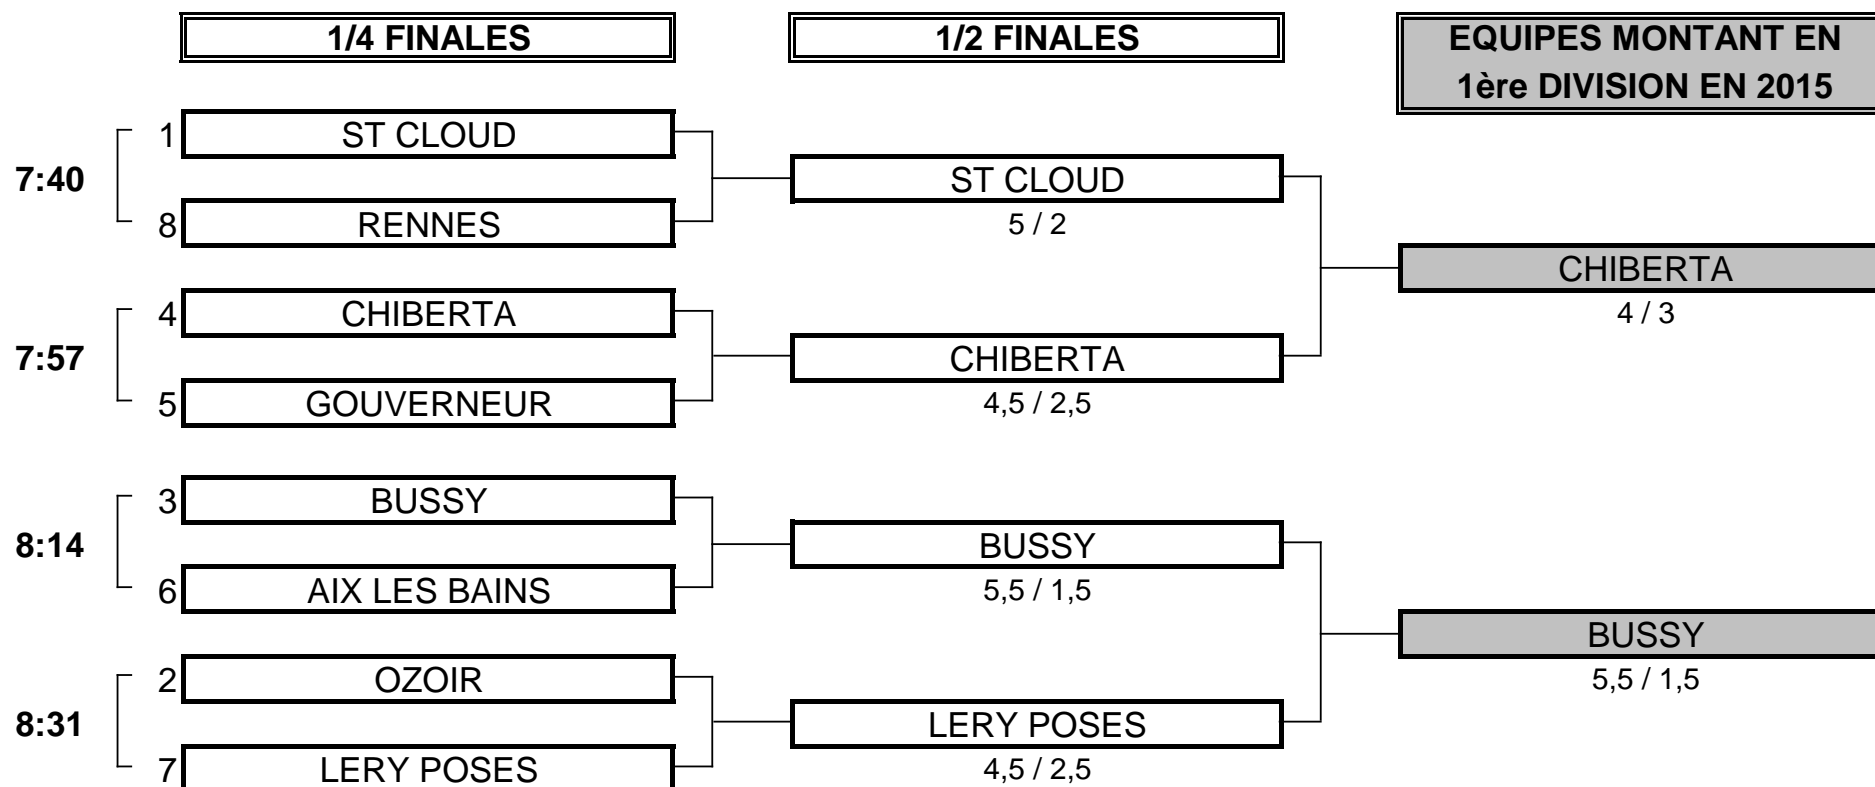 1/4 FINALES
1/2 FINALES
EQUIPES MONTANT EN
1ère DIVISION EN 2015
7:40
1 ST CLOUD
8 RENNES
ST CLOUD
5 / 2
7:57
4 CHIBERTA
5 GOUVERNEUR
CHIBERTA
4,5 / 2,5
CHIBERTA
4 / 3
8:14
3 BUSSY
6 AIX LES BAINS
BUSSY
5,5 / 1,5
8:31
2 OZOIR
7 LERY POSES
LERY POSES
4,5 / 2,5
BUSSY
5,5 / 1,5